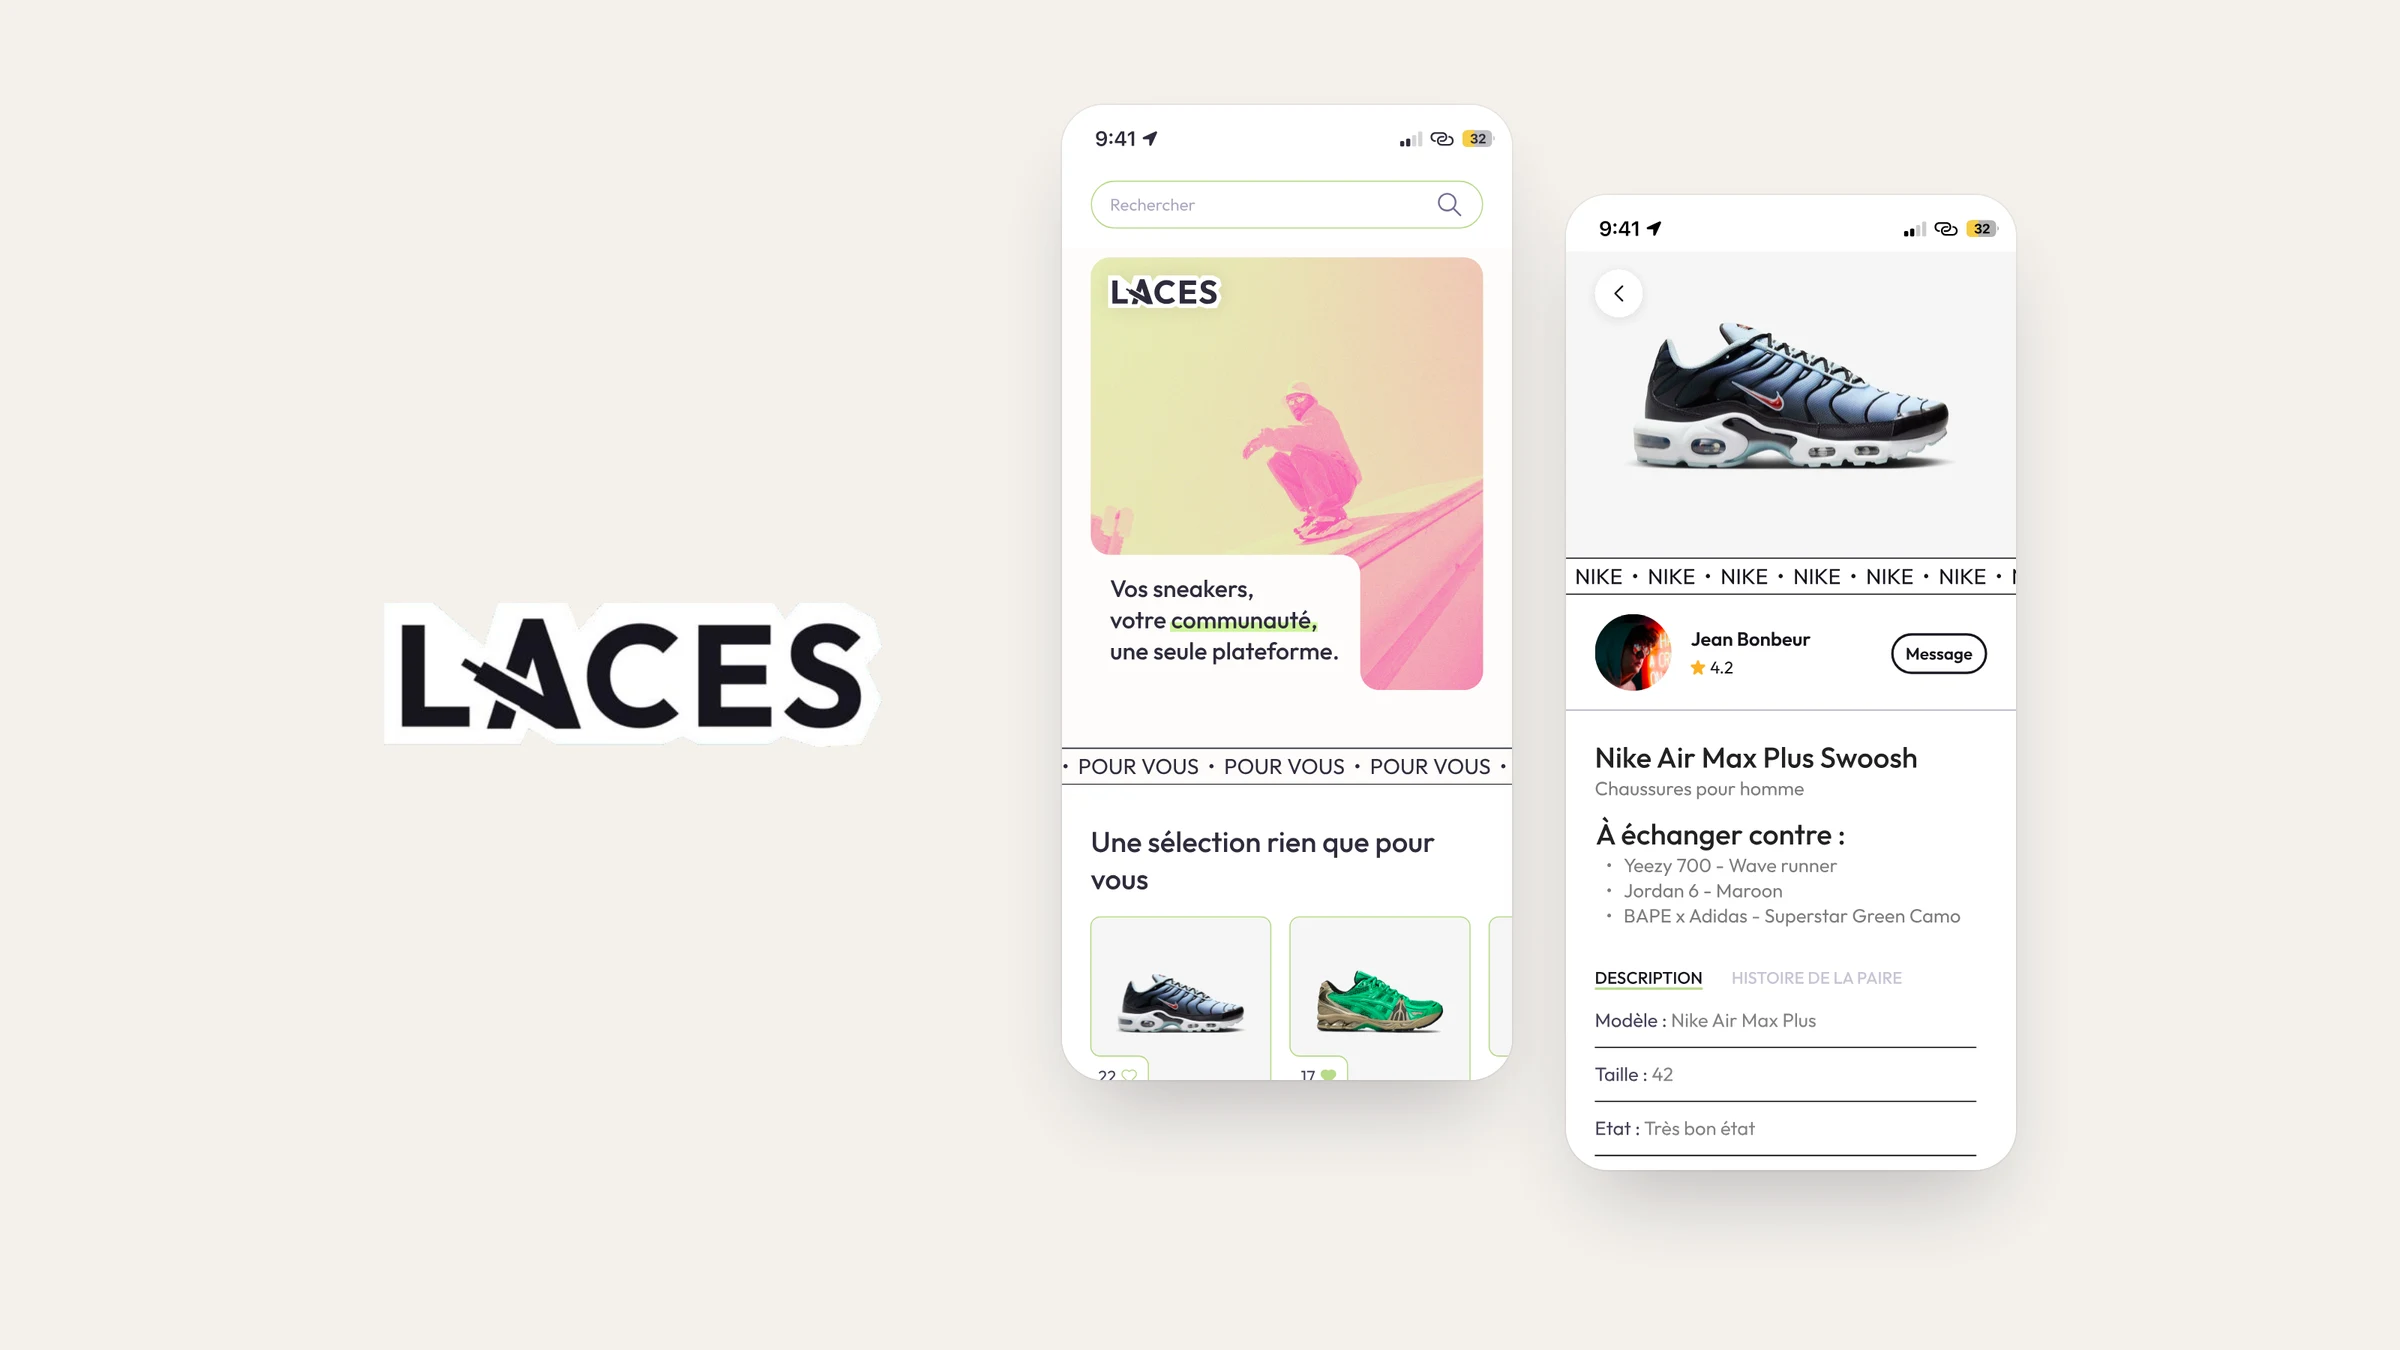 LACES
9:41
32
Rechercher
LACES
Vos sneakers,
votre communauté,
une seule plateforme.
• POUR VOUS • POUR VOUS • POUR VOUS •
Une sélection rien que pour
vous
22
17
9:41
32
NIKE • NIKE • NIKE • NIKE • NIKE • NIKE •
Jean Bonbeur
4.2
Message
Nike Air Max Plus Swoosh
Chaussures pour homme
À échanger contre :
• Yeezy 700 - Wave runner
• Jordan 6 - Maroon
• BAPE x Adidas - Superstar Green Camo
DESCRIPTION HISTOIRE DE LA PAIRE
Modèle : Nike Air Max Plus
Taille : 42
Etat : Très bon état